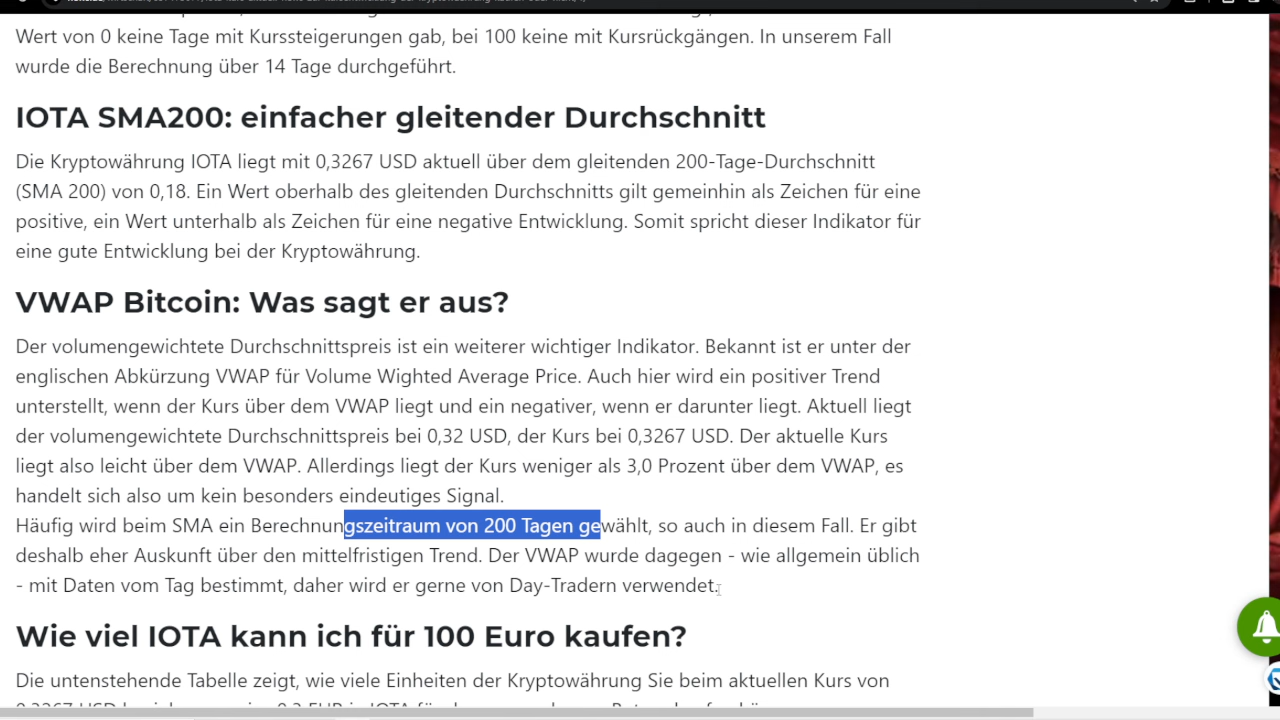 Wert von 0 keine Tage mit Kurssteigerungen gab, bei 100 keine mit Kursrückgängen. In unserem Fall
wurde die Berechnung über 14 Tage durchgeführt.
IOTA SMA200: einfacher gleitender Durchschnitt
Die Kryptowährung IOTA liegt mit 0,3267 USD aktuell über dem gleitenden 200-Tage-Durchschnitt
(SMA 200) von 0,18. Ein Wert oberhalb des gleitenden Durchschnitts gilt gemeinhin als Zeichen für eine
positive, ein Wert unterhalb als Zeichen für eine negative Entwicklung. Somit spricht dieser Indikator für
eine gute Entwicklung bei der Kryptowährung.
VWAP Bitcoin: Was sagt er aus?
Der volumengewichtete Durchschnittspreis ist ein weiterer wichtiger Indikator. Bekannt ist er unter der
englischen Abkürzung VWAP für Volume Wighted Average Price. Auch hier wird ein positiver Trend
unterstellt, wenn der Kurs über dem VWAP liegt und ein negativer, wenn er darunter liegt. Aktuell liegt
der volumengewichtete Durchschnittspreis bei 0,32 USD, der Kurs bei 0,3267 USD. Der aktuelle Kurs
liegt also leicht über dem VWAP. Allerdings liegt der Kurs weniger als 3,0 Prozent über dem VWAP, es
handelt sich also um kein besonders eindeutiges Signal.
Häufig wird beim SMA ein Berechnungszeitraum von 200 Tagen gewählt, so auch in diesem Fall. Er gibt
deshalb eher Auskunft über den mittelfristigen Trend. Der VWAP wurde dagegen - wie allgemein üblich
- mit Daten vom Tag bestimmt, daher wird er gerne von Day-Tradern verwendet.
Wie viel IOTA kann ich für 100 Euro kaufen?
Die untenstehende Tabelle zeigt, wie viele Einheiten der Kryptowährung Sie beim aktuellen Kurs von